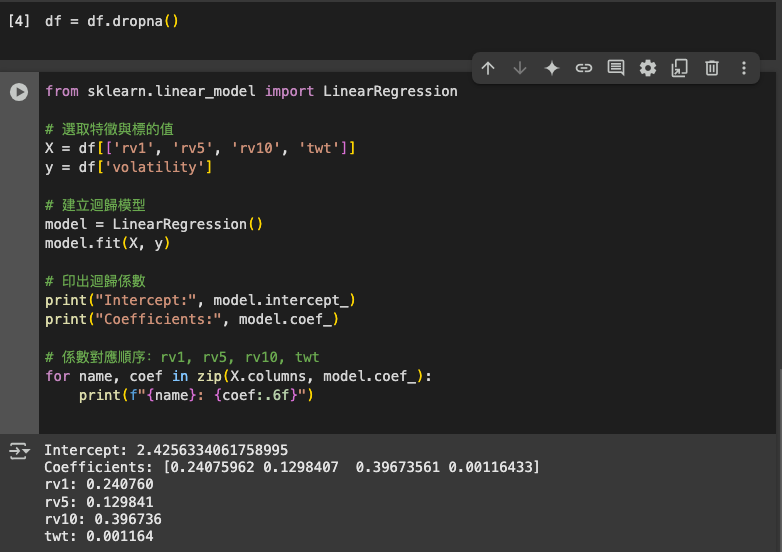 [4] df = df.dropna()
from sklearn.linear_model import LinearRegression
# 選取特徵與標的值
X = df[['rv1', 'rv5', 'rv10', 'twt']]
y = df['volatility']
# 建立迴歸模型
model = LinearRegression()
model.fit(X, y)
# 印出迴歸係數
print("Intercept:", model.intercept_)
print("Coefficients:", model.coef_)
# 係數對應順序: rv1, rv5, rv10, twt
for name, coef in zip(X.columns, model.coef_):
    print(f"{name}: {coef:.6f}")
Intercept: 2.4256334061758995
Coefficients: [0.24075962 0.1298407  0.39673561 0.00116433]
rv1: 0.240760
rv5: 0.129841
rv10: 0.396736
twt: 0.001164